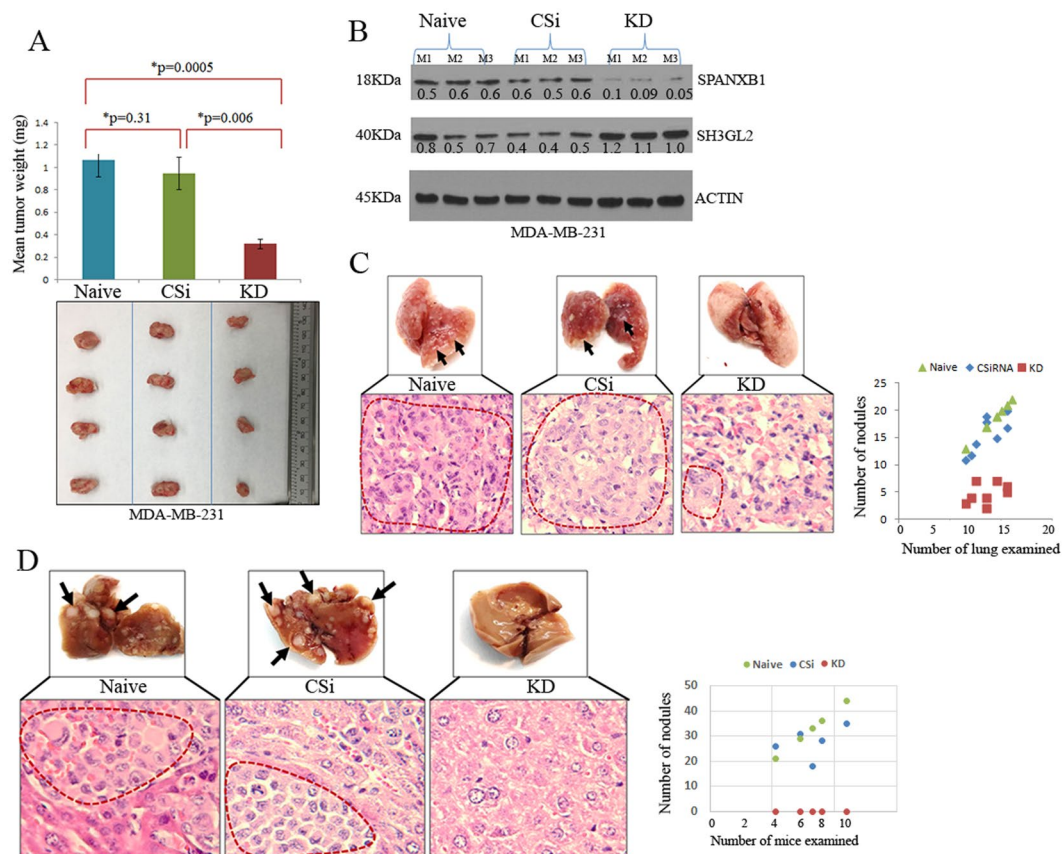 A
*p=0.0005
*p=0.31
*p=0.006
Mean tumor weight (mg)
1.4
1.2
1
0.8
0.6
0.4
0.2
0
Naive CSi KD
MDA-MB-231
B
Naive CSi KD
M1 M2 M3 M1 M2 M3 M1 M2 M3
18KDa SPANXB1
0.5 0.6 0.6 0.6 0.5 0.6 0.1 0.09 0.05
40KDa SH3GL2
0.8 0.5 0.7 0.4 0.4 0.5 1.2 1.1 1.0
45KDa ACTIN
MDA-MB-231
C
Naive CSi KD
Naive CSiRNA KD
Number of nodules
25
20
15
10
5
0
0 5 10 15 20
Number of lung examined
D
Naive CSi KD
Naive CSi KD
Number of nodules
50
40
30
20
10
0
0 2 4 6 8 10
Number of mice examined